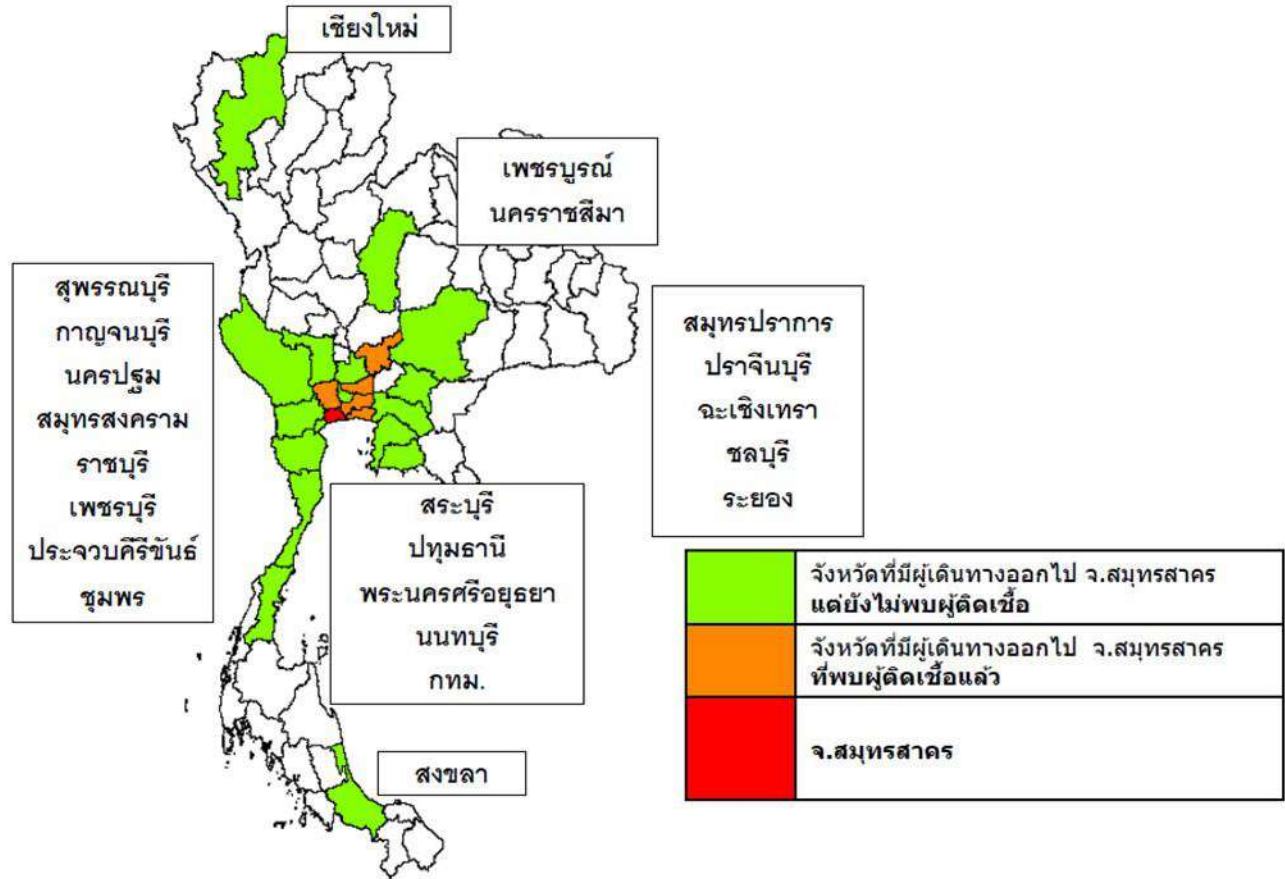 เชียงใหม่
เพชรบูรณ์
นครราชสีมา
สุพรรณบุรี
กาญจนบุรี
นครปฐม
สมุทรสงคราม
ราชบุรี
เพชรบุรี
ประจวบคีรีขันธ์
ชุมพร
สมุทรปราการ
ปราจีนบุรี
ฉะเชิงเทรา
ชลบุรี
ระยอง
สระบุรี
ปทุมธานี
พระนครศรีอยุธยา
นนทบุรี
กทม.
สงขลา
จังหวัดที่มีผู้เดินทางออกไป จ.สมุทรสาคร
แต่ยังไม่พบผู้ติดเชื้อ
จังหวัดที่มีผู้เดินทางออกไป จ.สมุทรสาคร
ที่พบผู้ติดเชื้อแล้ว
จ.สมุทรสาคร